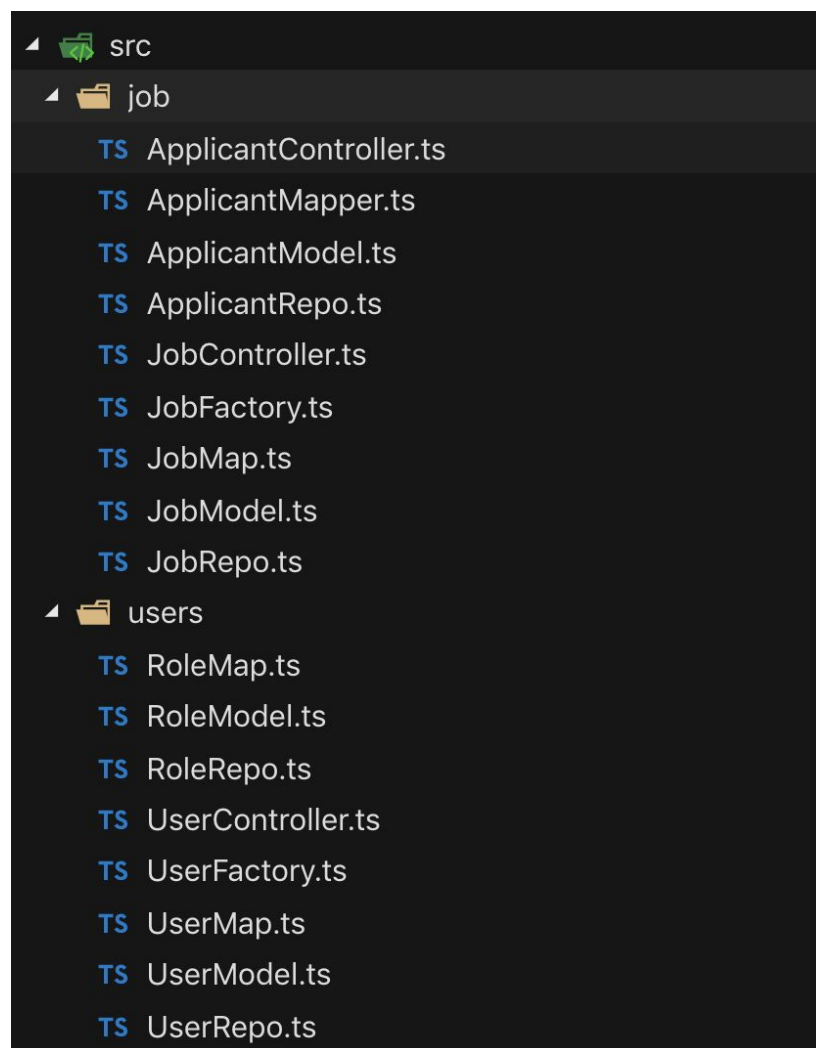 src
job
TS ApplicantController.ts
TS ApplicantMapper.ts
TS ApplicantModel.ts
TS ApplicantRepo.ts
TS JobController.ts
TS JobFactory.ts
TS JobMap.ts
TS JobModel.ts
TS JobRepo.ts
users
TS RoleMap.ts
TS RoleModel.ts
TS RoleRepo.ts
TS UserController.ts
TS UserFactory.ts
TS UserMap.ts
TS UserModel.ts
TS UserRepo.ts